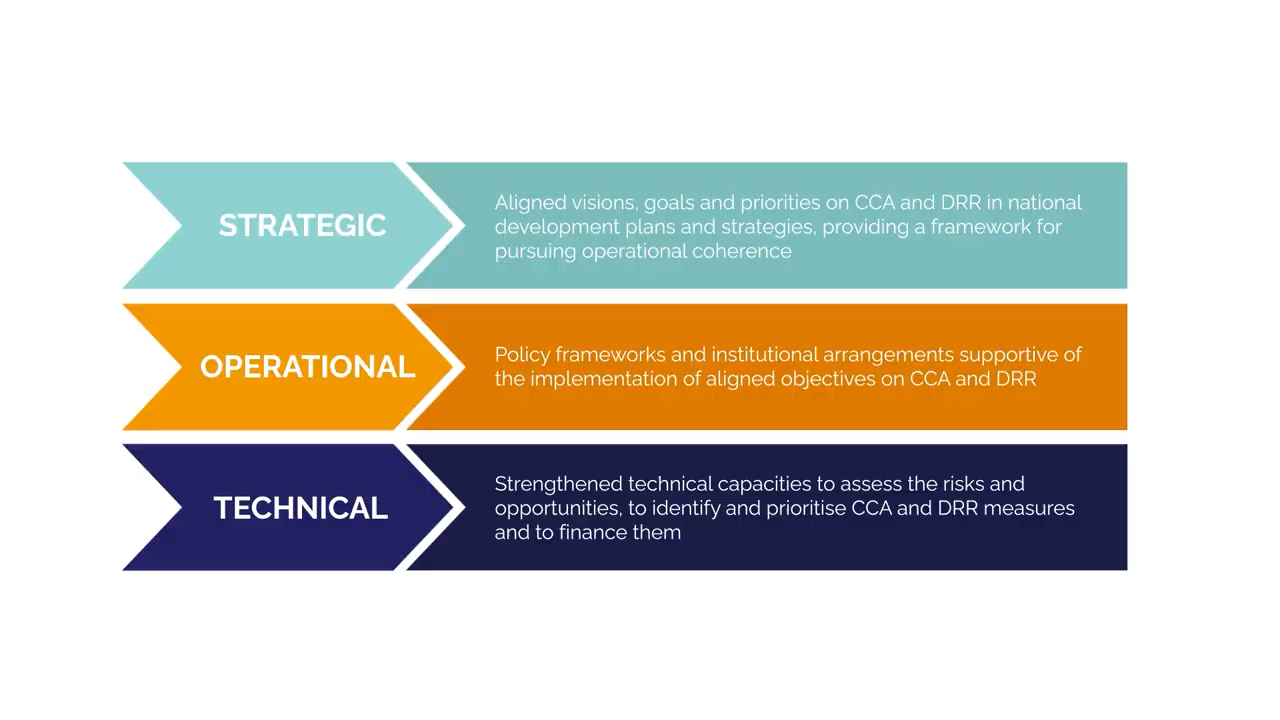 STRATEGIC
Aligned visions, goals and priorities on CCA and DRR in national
development plans and strategies, providing a framework for
pursuing operational coherence
OPERATIONAL
Policy frameworks and institutional arrangements supportive of
the implementation of aligned objectives on CCA and DRR
TECHNICAL
Strengthened technical capacities to assess the risks and
opportunities, to identify and prioritise CCA and DRR measures
and to finance them